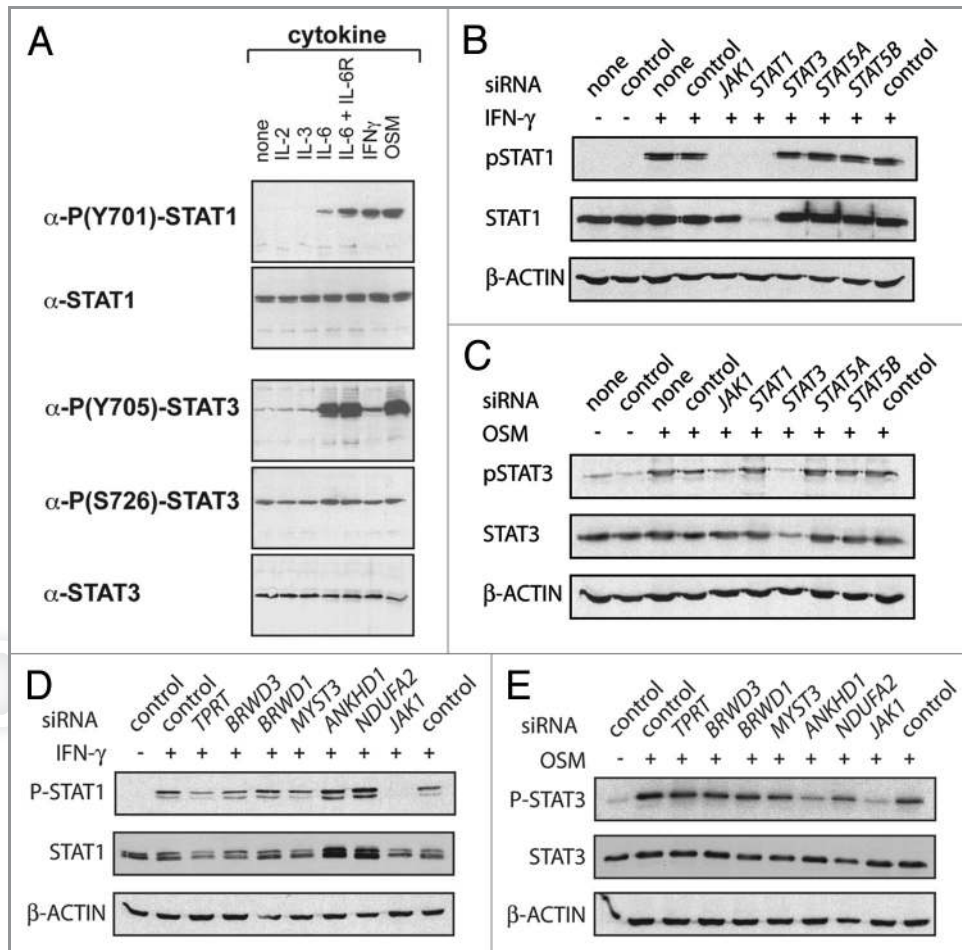 A
cytokine
none
IL-2
IL-3
IL-6
IL-6 + IL-6R
IFNγ
OSM
α-P(Y701)-STAT1
α-STAT1
α-P(Y705)-STAT3
α-P(S726)-STAT3
α-STAT3
B
siRNA none control none control JAK1 STAT1 STAT3 STAT5A STAT5B control
IFN-γ - - + + + + + + + +
pSTAT1
STAT1
β-ACTIN
C
siRNA none control none control JAK1 STAT1 STAT3 STAT5A STAT5B control
OSM - - + + + + + + + +
pSTAT3
STAT3
β-ACTIN
D
siRNA control control TPRT BRWD3 BRWD1 MYST3 ANKHD1 NDUFA2 JAK1 control
IFN-γ - + + + + + + + + +
P-STAT1
STAT1
β-ACTIN
E
siRNA control control TPRT BRWD3 BRWD1 MYST3 ANKHD1 NDUFA2 JAK1 control
OSM - + + + + + + + + +
P-STAT3
STAT3
β-ACTIN